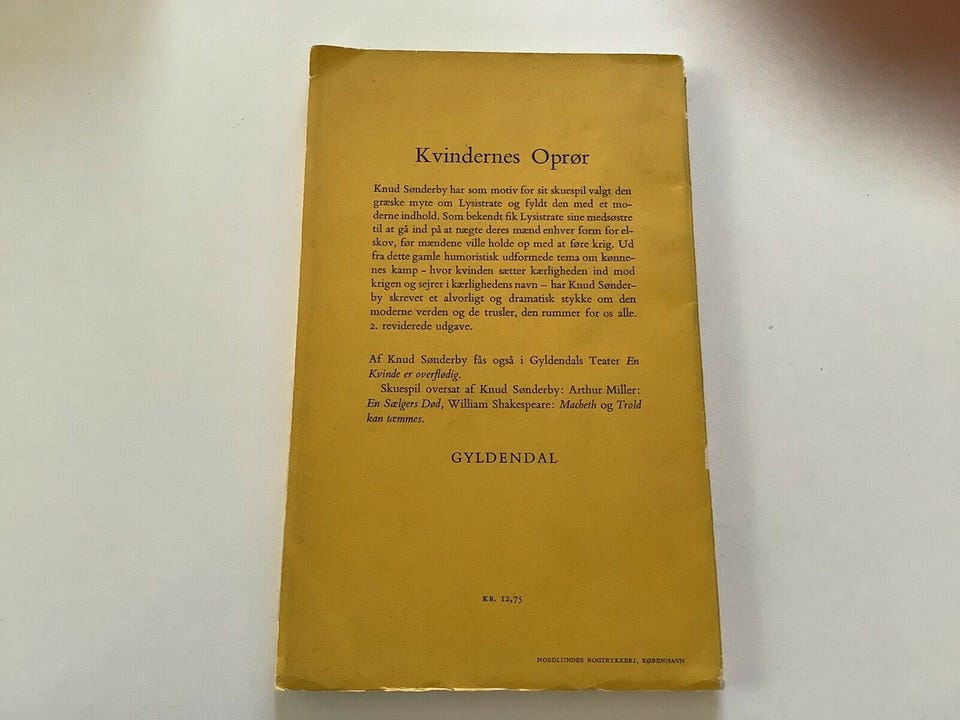 Kvindernes Oprør
Knud Sønderby har som motiv for sit skuespil valgt den
græske myte om Lysistrate og fyldt den med et mo-
derne indhold. Som bekendt fik Lysistrate sine medsøstre
til at gå ind på at nægte deres mænd enhver form for el-
skov, før mændene ville holde op med at føre krig. Ud
fra dette gamle humoristisk udformede tema om kønne-
nes kamp – hvor kvinden sætter kærligheden ind mod
krigen og sejrer i kærlighedens navn – har Knud Sønder-
by skrevet et alvorligt og dramatisk stykke om den
moderne verden og de trusler, den rummer for os alle.
2. reviderede udgave.
Af Knud Sønderby fås også i Gyldendals Teater En
Kvinde er overflødig.
Skuespil oversat af Knud Sønderby: Arthur Miller:
En Sælgers Død, William Shakespeare: Macbeth og Trold
kan tæmmes.
GYLDENDAL
KR. 12,75
NORDLUNDES BOGTRYKKERI, KØBENHAVN